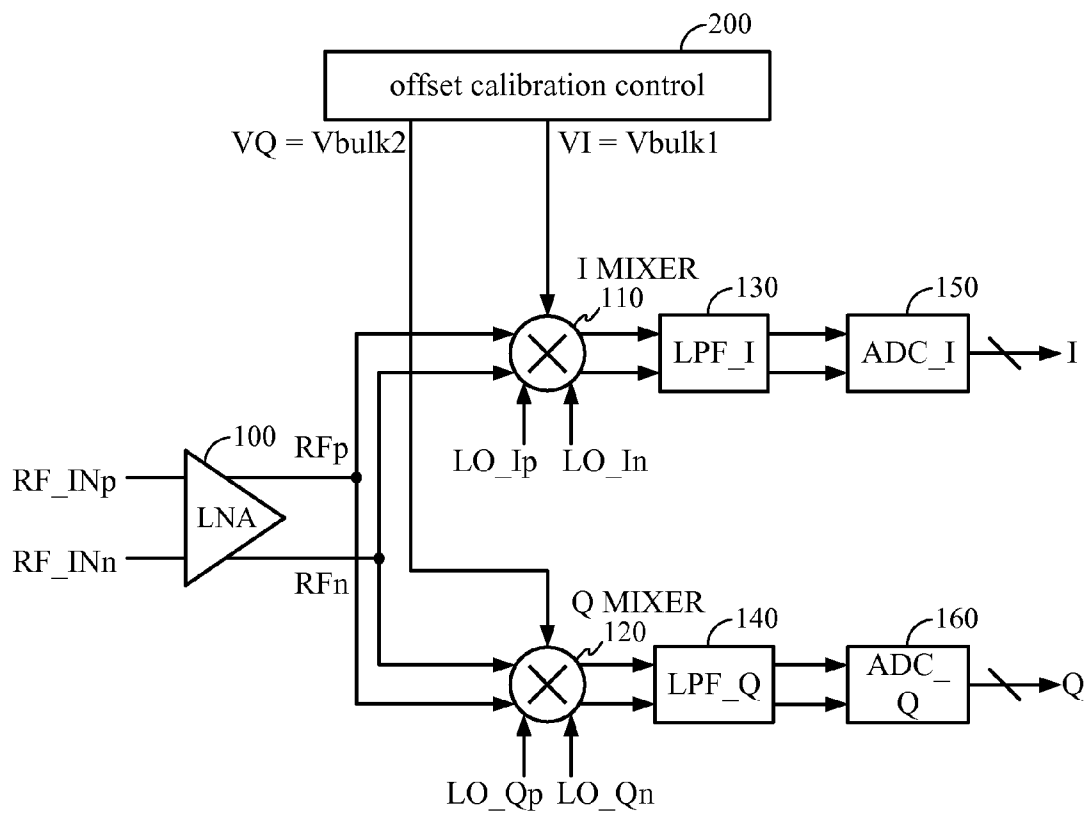 200
offset calibration control
VQ = Vbulk2
VI = Vbulk1
I MIXER
110
130
150
LPF_I
ADC_I
I
LO_Ip
LO_In
100
RFp
RF_INp
LNA
RF_INn
RFn
Q MIXER
120
140
160
LPF_Q
ADC_
Q
Q
LO_Qp
LO_Qn